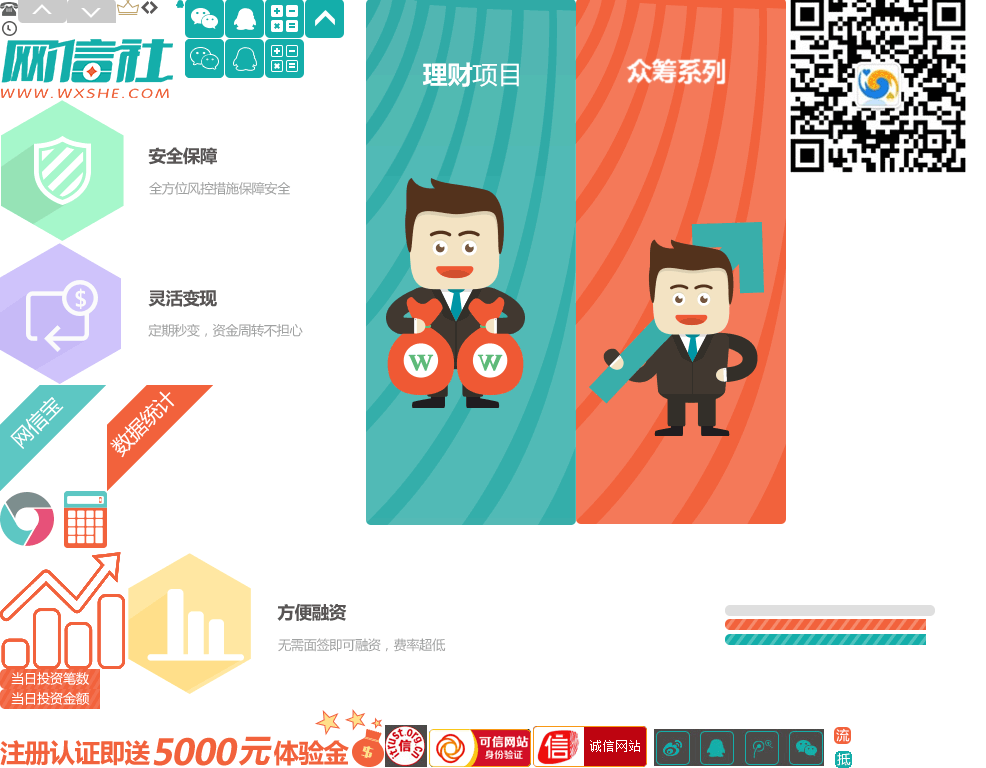 网信社
WWW.WXSHE.COM
理财项目
众筹系列
安全保障
全方位风控措施保障安全
$
灵活变现
定期秒变，资金周转不担心
W
W
网信宝
数据统计
方便融资
无需面签即可融资，费率超低
当日投资笔数
当日投资金额
注册认证即送5000元体验金
$
itrust.org.cn
信
可信网站
身份验证
信
诚信网站
流
抵